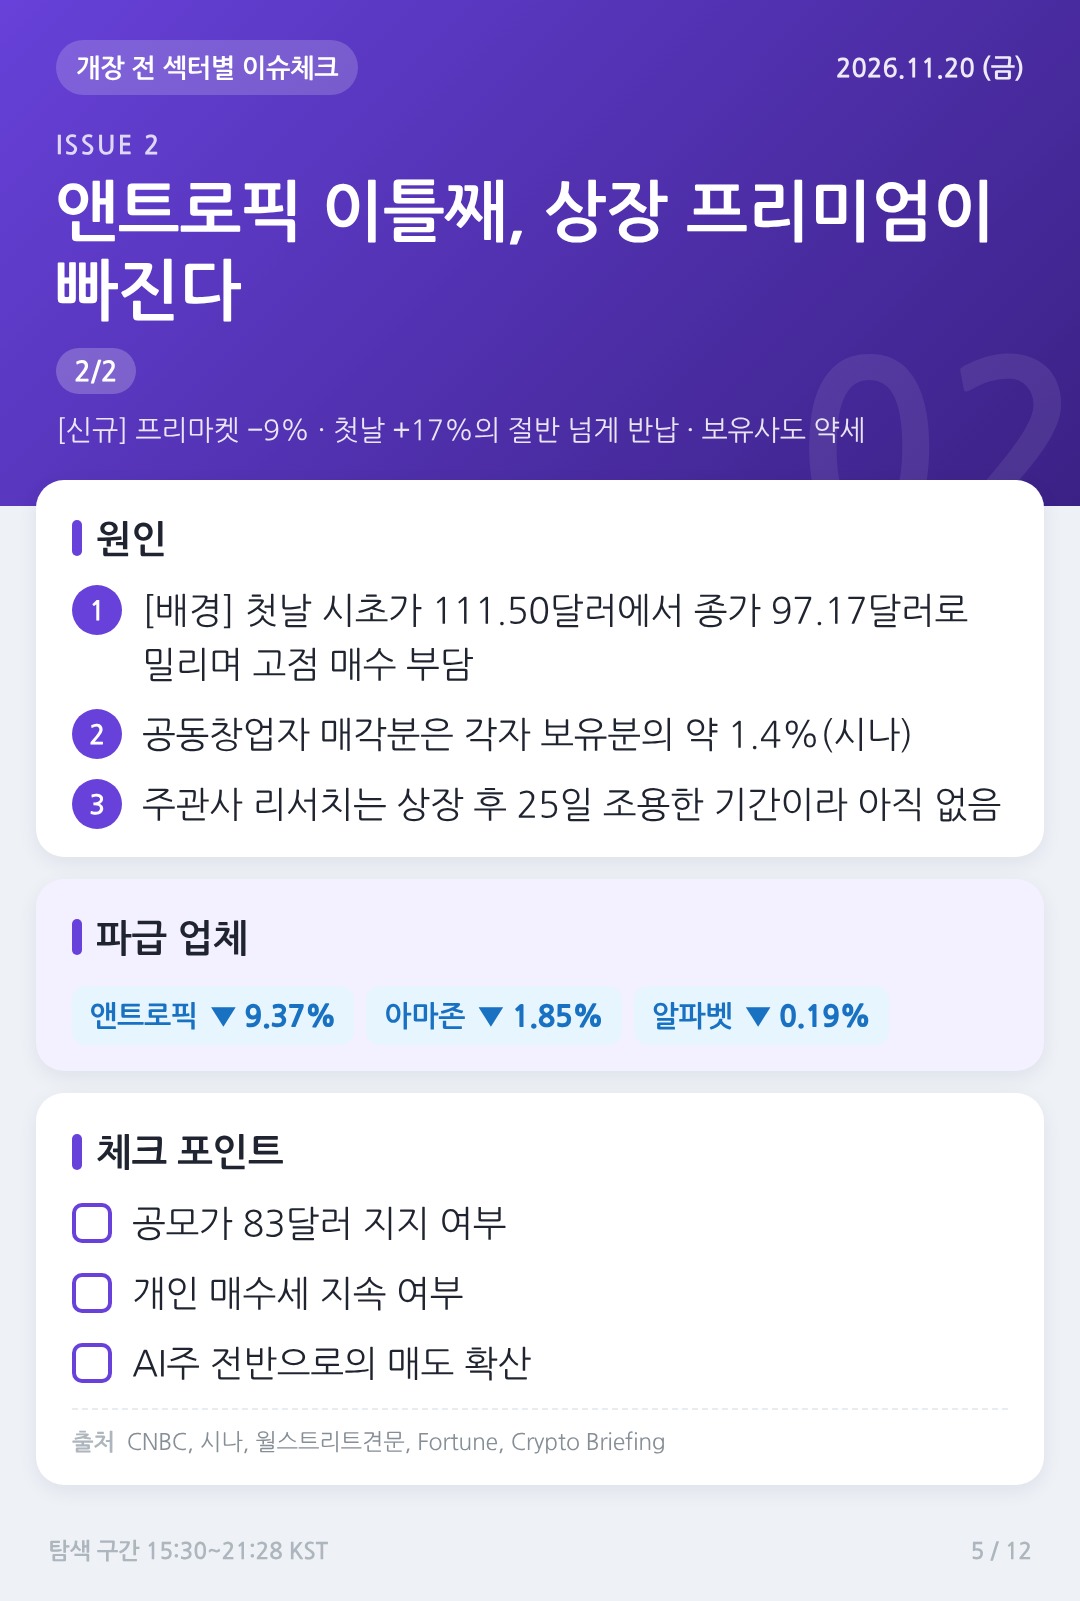 개장 전 섹터별 이슈체크
2026.11.20 (금)
ISSUE 2
앤트로픽 이틀째, 상장 프리미엄이
빠진다
2/2
[신규] 프리마켓 −9% · 첫날 +17%의 절반 넘게 반납 · 보유사도 약세
02
원인
1 [배경] 첫날 시초가 111.50달러에서 종가 97.17달러로
밀리며 고점 매수 부담
2 공동창업자 매각분은 각자 보유분의 약 1.4%(시나)
3 주관사 리서치는 상장 후 25일 조용한 기간이라 아직 없음
파급 업체
앤트로픽 ▼ 9.37% 아마존 ▼ 1.85% 알파벳 ▼ 0.19%
체크 포인트
공모가 83달러 지지 여부
개인 매수세 지속 여부
AI주 전반으로의 매도 확산
출처 CNBC, 시나, 월스트리트견문, Fortune, Crypto Briefing
탐색 구간 15:30~21:28 KST
5 / 12